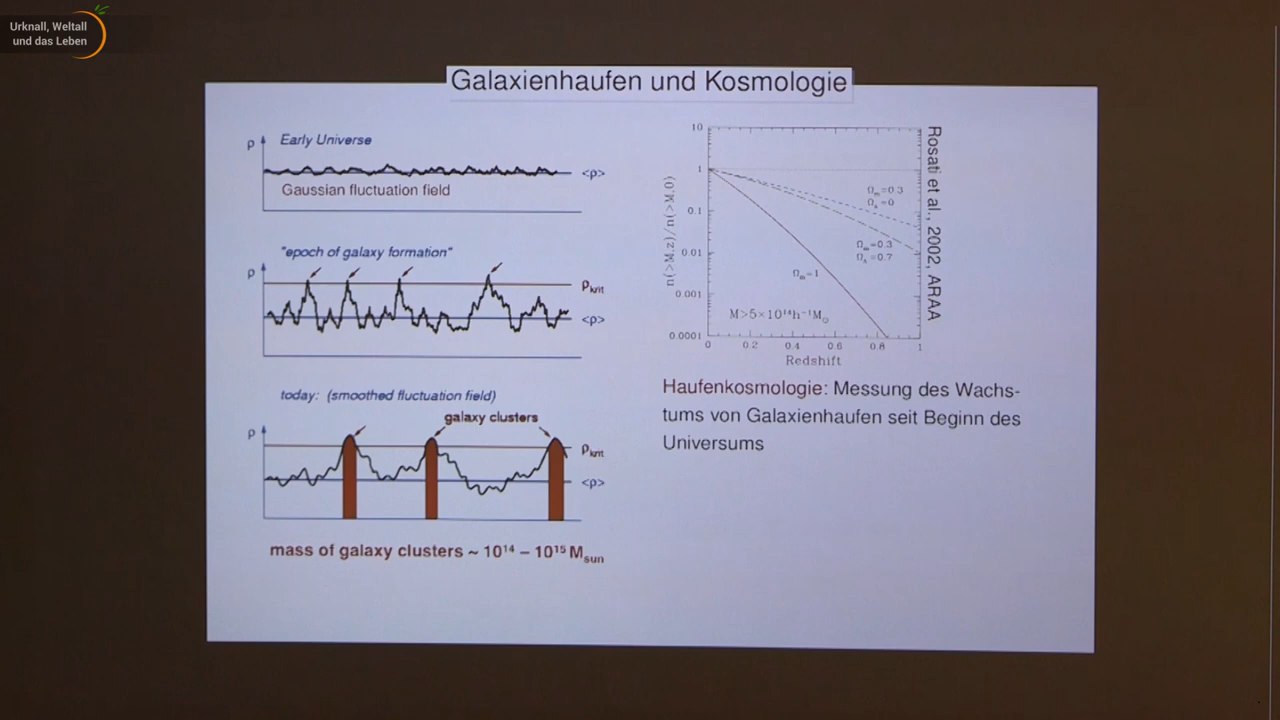 Urknall, Weltall
und das Leben
Galaxienhaufen und Kosmologie
Early Universe
ρ
<ρ>
Gaussian fluctuation field
"epoch of galaxy formation"
ρ
ρkrit
<ρ>
today: (smoothed fluctuation field)
galaxy clusters
ρ
ρkrit
<ρ>
mass of galaxy clusters ~ 10¹⁴ – 10¹⁵ Msun
10
1
0.1
0.01
0.001
0.0001
n(>M,z)/n(>M,0)
Ωm=0.3
ΩΛ=0
Ωm=0.3
ΩΛ=0.7
Ωm=1
M>5×10¹⁴h⁻¹M⊙
0 0.2 0.4 0.6 0.8 1
Redshift
Rosati et al., 2002, ARAA
Haufenkosmologie: Messung des Wachs-
tums von Galaxienhaufen seit Beginn des
Universums